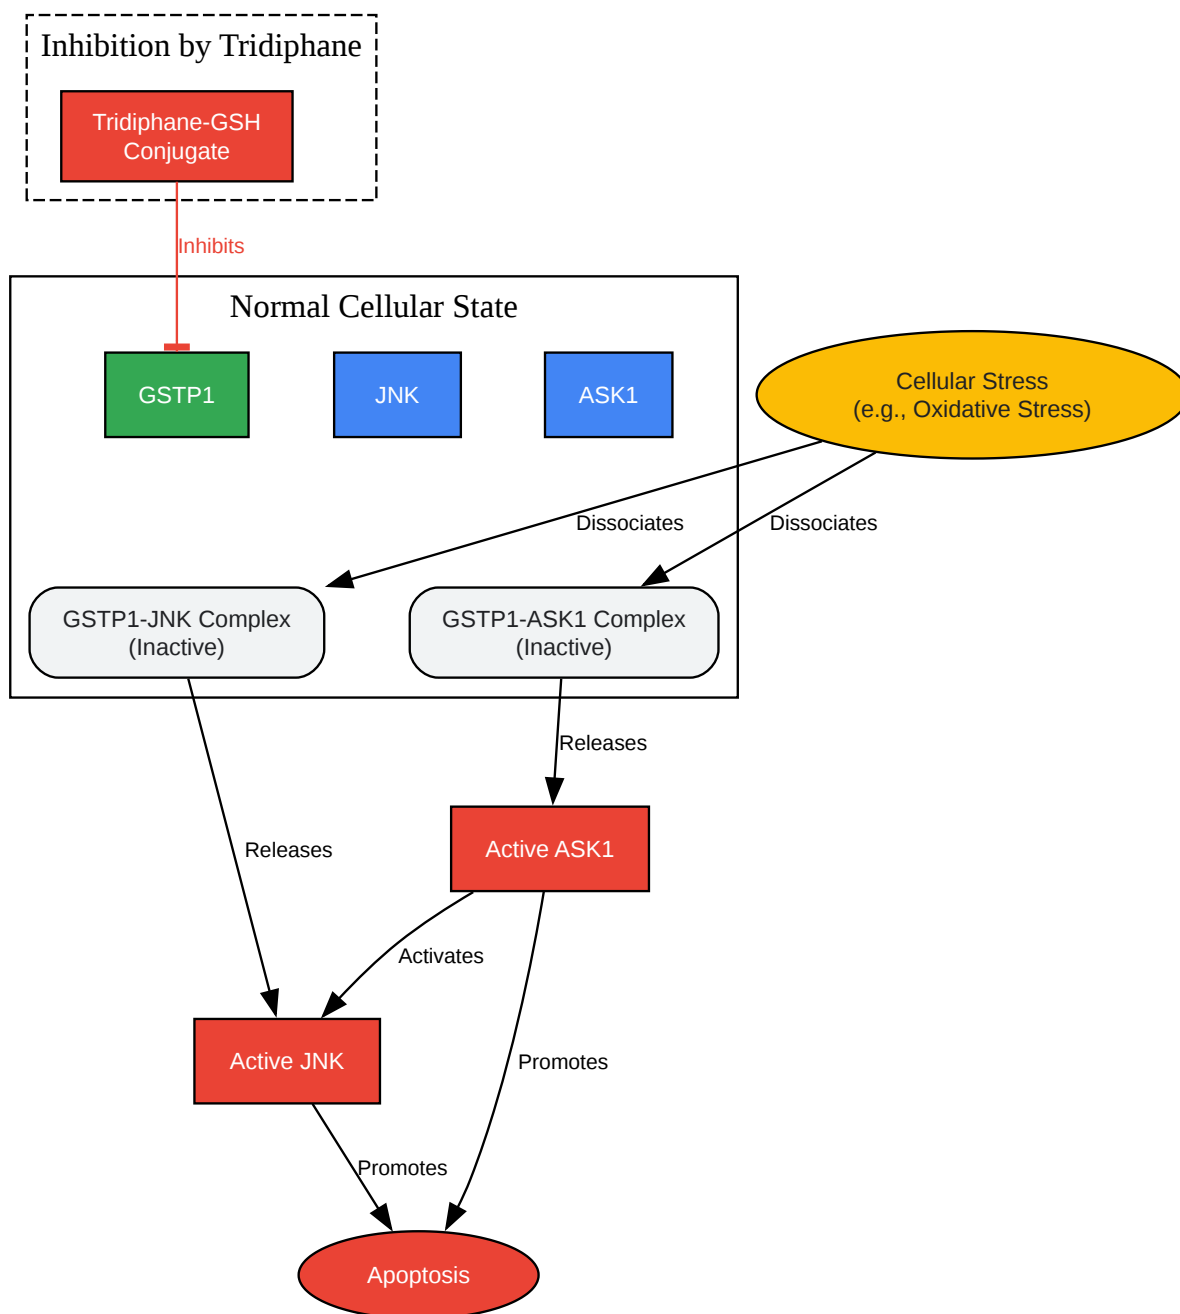 Inhibition by Tridiphane
Tridiphane-GSH
Conjugate
Inhibits
Normal Cellular State
GSTP1
JNK
ASK1
Cellular Stress
(e.g., Oxidative Stress)
Dissociates
Dissociates
GSTP1-JNK Complex
(Inactive)
GSTP1-ASK1 Complex
(Inactive)
Releases
Releases
Active ASK1
Activates
Active JNK
Promotes
Promotes
Apoptosis